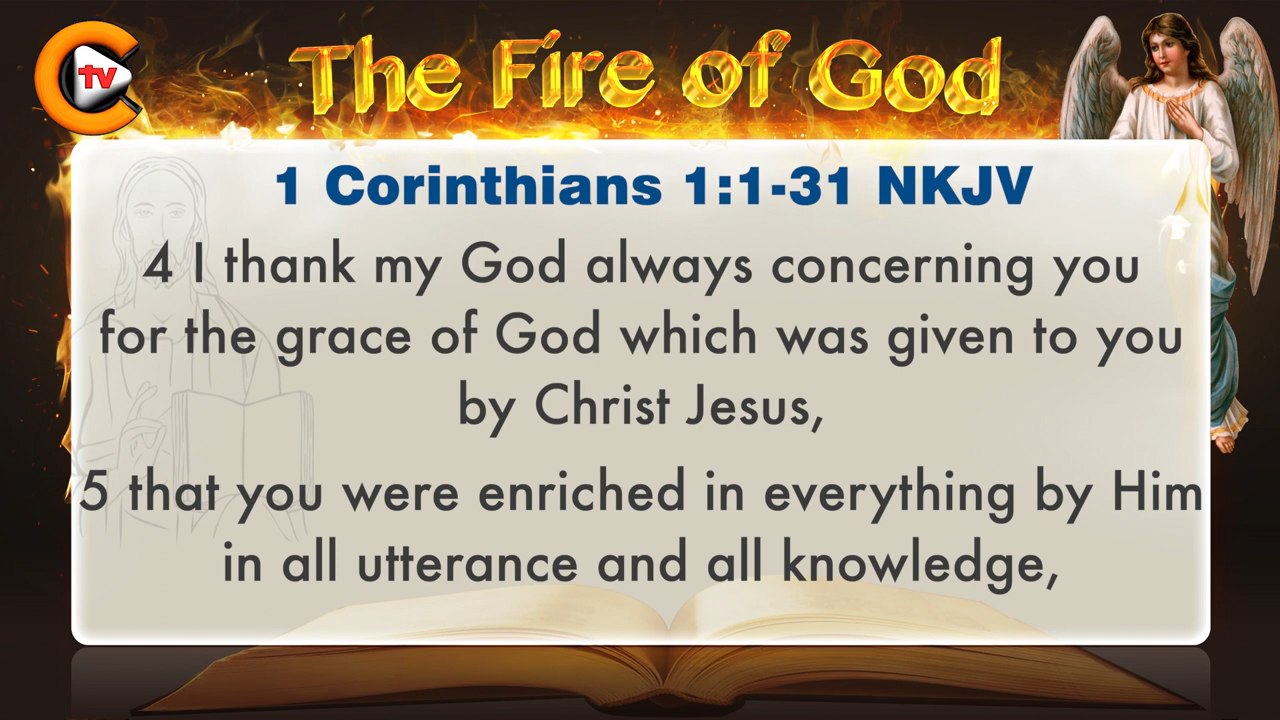 tv
The Fire of God
1 Corinthians 1:1-31 NKJV
4 I thank my God always concerning you
for the grace of God which was given to you
by Christ Jesus,
5 that you were enriched in everything by Him
in all utterance and all knowledge,